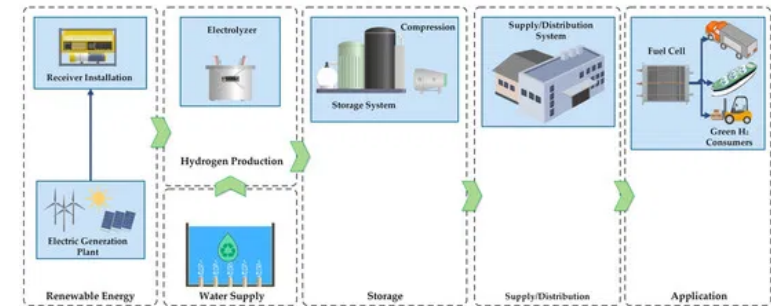 Receiver Installation
Electric Generation
Plant
Renewable Energy
Electrolyzer
Hydrogen Production
Water Supply
Compression
Storage System
Storage
Supply/Distribution
System
Supply/Distribution
Fuel Cell
Green H₂
Consumers
Application